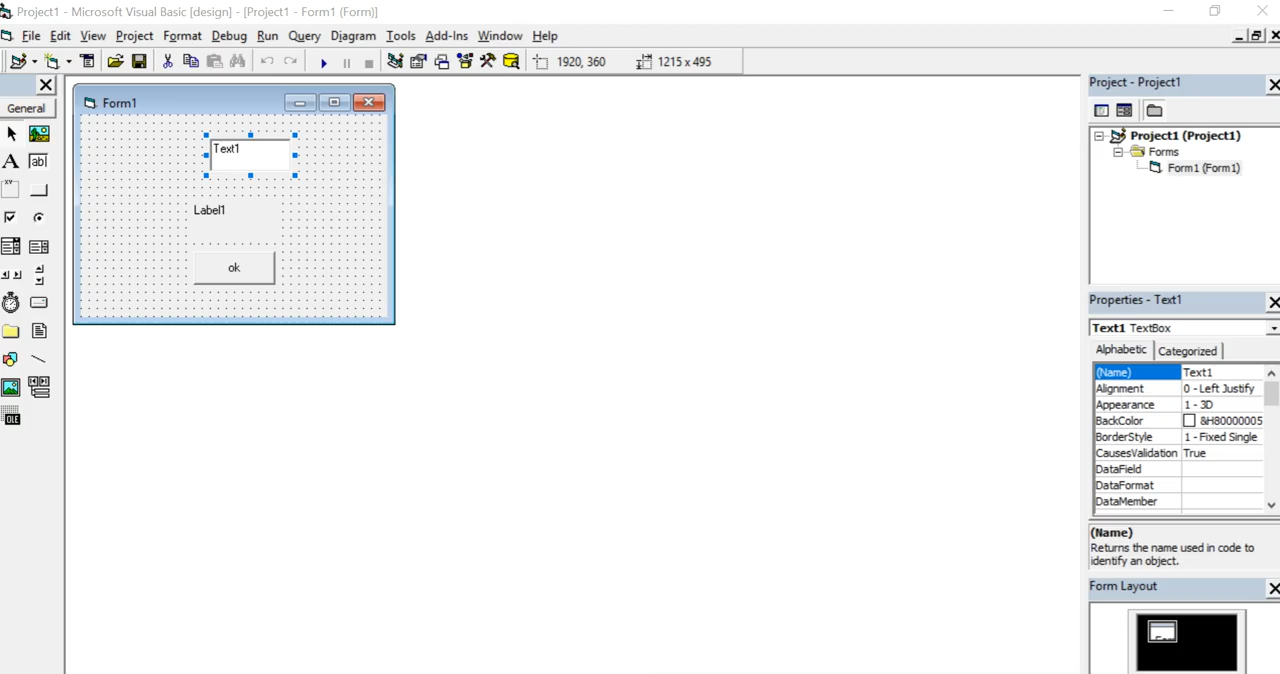 Project1 - Microsoft Visual Basic [design] - [Project1 - Form1 (Form)]
File Edit View Project Format Debug Run Query Diagram Tools Add-Ins Window Help
1920, 360 1215 x 495
General
A ab|
XY
OLE
Form1
Text1
Label1
ok
Project - Project1
Project1 (Project1)
Forms
Form1 (Form1)
Properties - Text1
Text1 TextBox
Alphabetic Categorized
(Name) Text1
Alignment 0 - Left Justify
Appearance 1 - 3D
BackColor &H80000005
BorderStyle 1 - Fixed Single
CausesValidation True
DataField
DataFormat
DataMember
(Name)
Returns the name used in code to
identify an object.
Form Layout